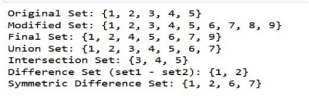 Original Set: {1, 2, 3, 4, 5}
Modified Set: {1, 2, 3, 4, 5, 6, 7, 8, 9}
Final Set: {1, 2, 4, 5, 6, 7, 9}
Union Set: {1, 2, 3, 4, 5, 6, 7}
Intersection Set: {3, 4, 5}
Difference Set (set1 - set2): {1, 2}
Symmetric Difference Set: {1, 2, 6, 7}